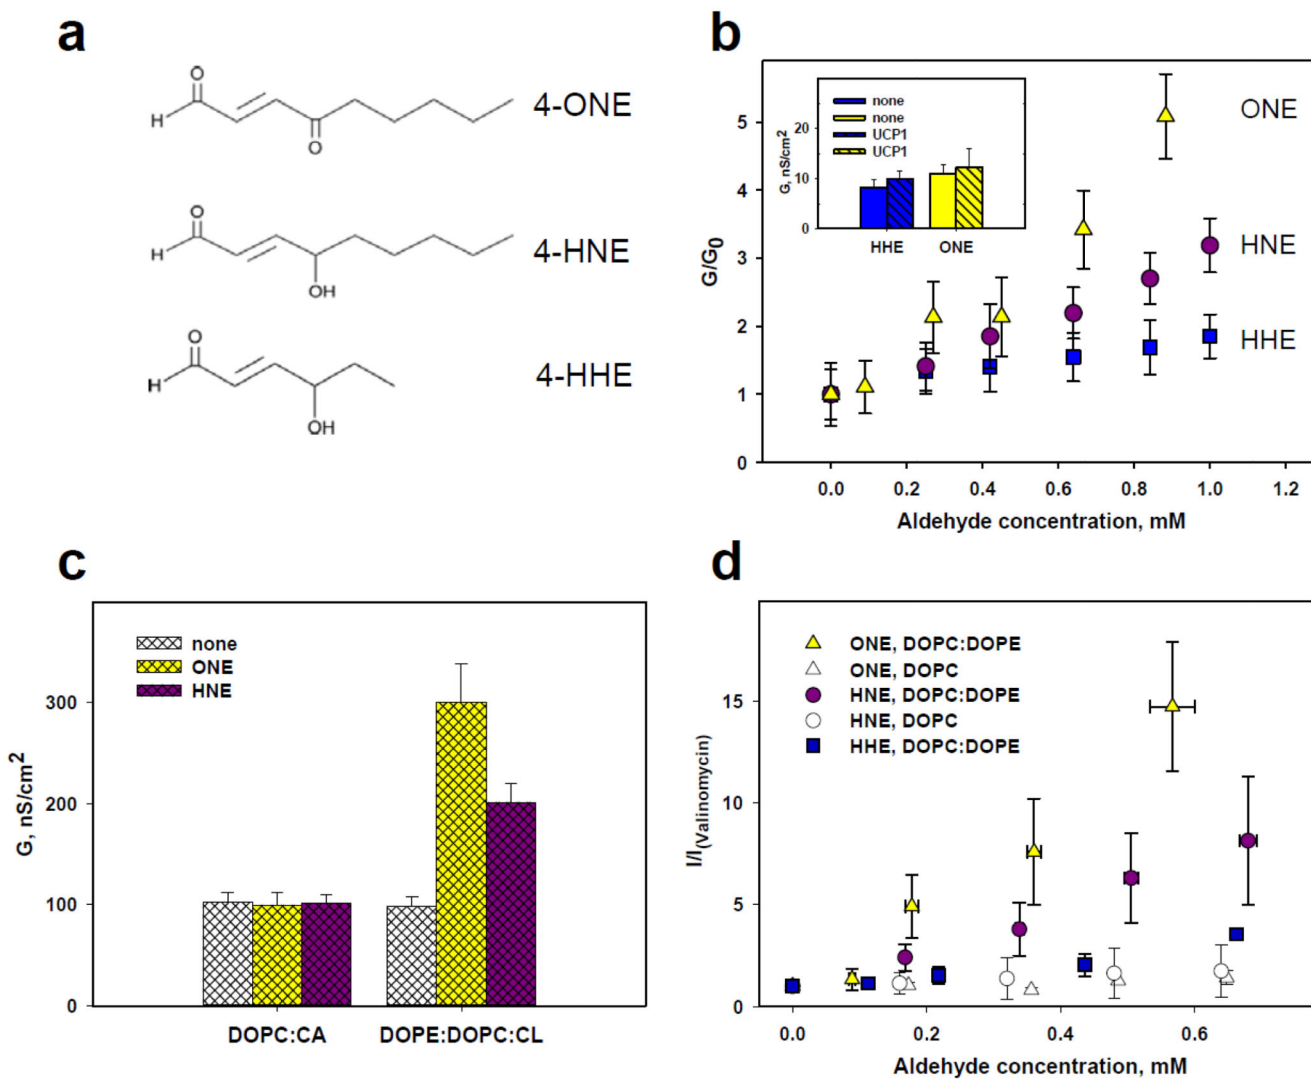 a
O
H
O
4-ONE
O
H
OH
4-HNE
O
H
OH
4-HHE
b
G/G0
5
4
3
2
1
0
0.0 0.2 0.4 0.6 0.8 1.0 1.2
Aldehyde concentration, mM
ONE
HNE
HHE
none
none
UCP1
UCP1
G, nS/cm2
20
10
0
HHE ONE
c
G, nS/cm2
none
ONE
HNE
300
200
100
0
DOPC:CA DOPE:DOPC:CL
d
I/I(Valinomycin)
ONE, DOPC:DOPE
ONE, DOPC
HNE, DOPC:DOPE
HNE, DOPC
HHE, DOPC:DOPE
15
10
5
0
0.0 0.2 0.4 0.6
Aldehyde concentration, mM